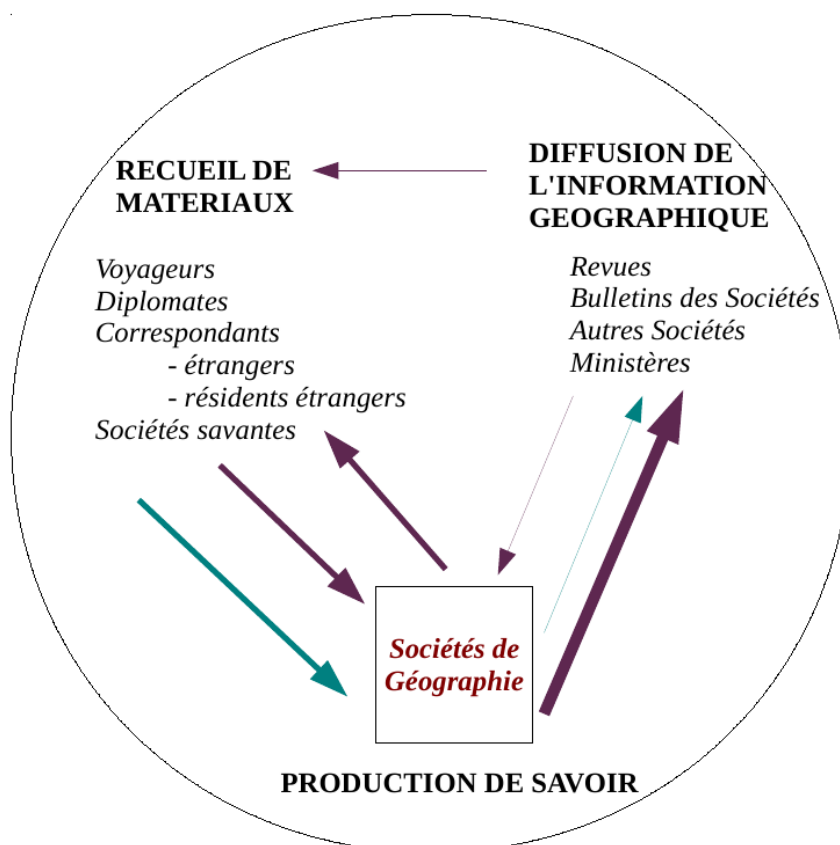 RECUEIL DE
MATERIAUX
Voyageurs
Diplomates
Correspondants
- étrangers
- résidents étrangers
Sociétés savantes
DIFFUSION DE
L'INFORMATION
GEOGRAPHIQUE
Revues
Bulletins des Sociétés
Autres Sociétés
Ministères
Sociétés de
Géographie
PRODUCTION DE SAVOIR